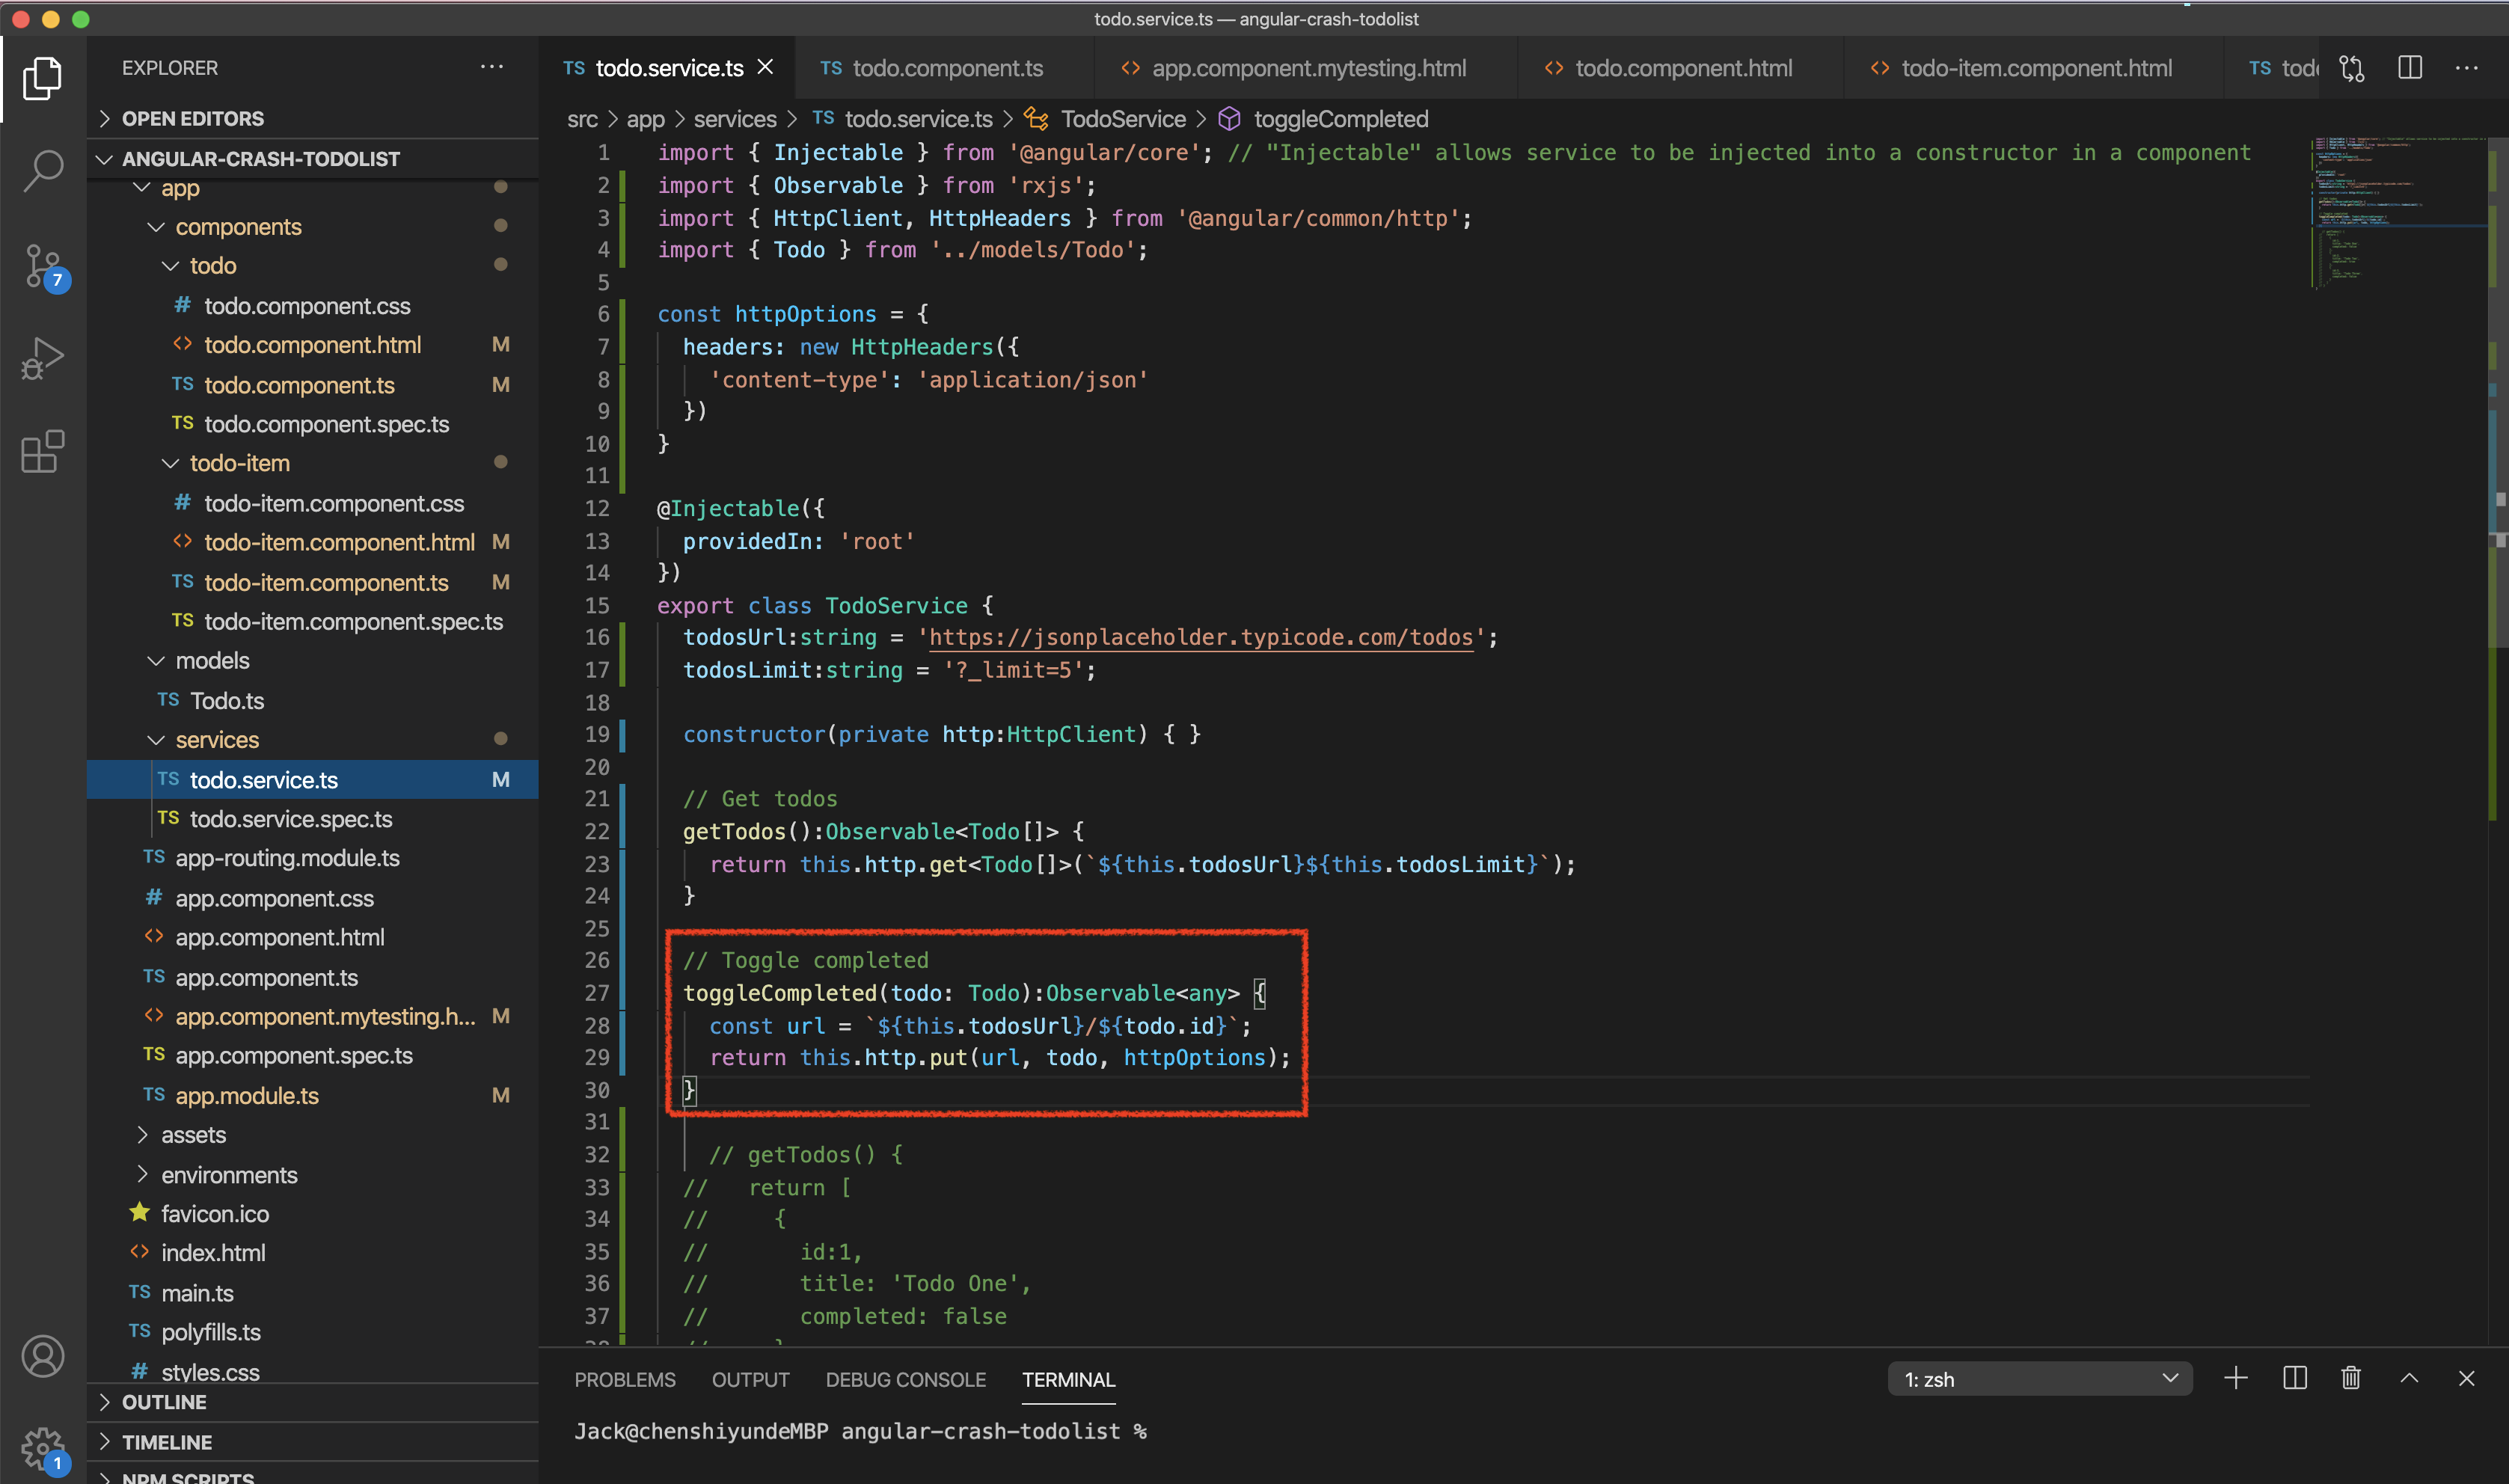 todo.service.ts — angular-crash-todolist
EXPLORER
OPEN EDITORS
ANGULAR-CRASH-TODOLIST
app
components
todo
# todo.component.css
<> todo.component.html M
TS todo.component.ts M
TS todo.component.spec.ts
todo-item
# todo-item.component.css
<> todo-item.component.html M
TS todo-item.component.ts M
TS todo-item.component.spec.ts
models
TS Todo.ts
services
TS todo.service.ts M
TS todo.service.spec.ts
TS app-routing.module.ts
# app.component.css
<> app.component.html
TS app.component.ts
<> app.component.mytesting.h... M
TS app.component.spec.ts
TS app.module.ts M
assets
environments
favicon.ico
<> index.html
TS main.ts
TS polyfills.ts
# styles.css
OUTLINE
TIMELINE
NPM SCRIPTS
7
1
TS todo.service.ts
TS todo.component.ts
<> app.component.mytesting.html
<> todo.component.html
<> todo-item.component.html
TS todo
src > app > services > TS todo.service.ts > TodoService > toggleCompleted
1 import { Injectable } from '@angular/core'; // "Injectable" allows service to be injected into a constructor in a component
2 import { Observable } from 'rxjs';
3 import { HttpClient, HttpHeaders } from '@angular/common/http';
4 import { Todo } from '../models/Todo';
5
6 const httpOptions = {
7 headers: new HttpHeaders({
8 'content-type': 'application/json'
9 })
10 }
11
12 @Injectable({
13 providedIn: 'root'
14 })
15 export class TodoService {
16 todosUrl:string = 'https://jsonplaceholder.typicode.com/todos';
17 todosLimit:string = '?_limit=5';
18
19 constructor(private http:HttpClient) { }
20
21 // Get todos
22 getTodos():Observable<Todo[]> {
23 return this.http.get<Todo[]>(`${this.todosUrl}${this.todosLimit}`);
24 }
25
26 // Toggle completed
27 toggleCompleted(todo: Todo):Observable<any> {
28 const url = `${this.todosUrl}/${todo.id}`;
29 return this.http.put(url, todo, httpOptions);
30 }
31
32 // getTodos() {
33 // return [
34 // {
35 // id:1,
36 // title: 'Todo One',
37 // completed: false
PROBLEMS OUTPUT DEBUG CONSOLE TERMINAL
1: zsh
Jack@chenshiyundeMBP angular-crash-todolist %